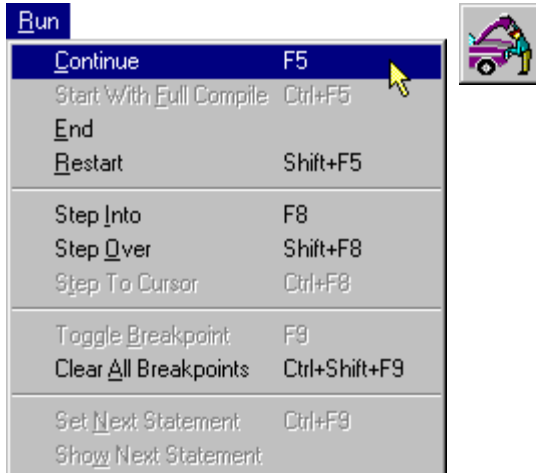 Run
Continue F5
Start With Full Compile Ctrl+F5
End
Restart Shift+F5
Step Into F8
Step Over Shift+F8
Step To Cursor Ctrl+F8
Toggle Breakpoint F9
Clear All Breakpoints Ctrl+Shift+F9
Set Next Statement Ctrl+F9
Show Next Statement